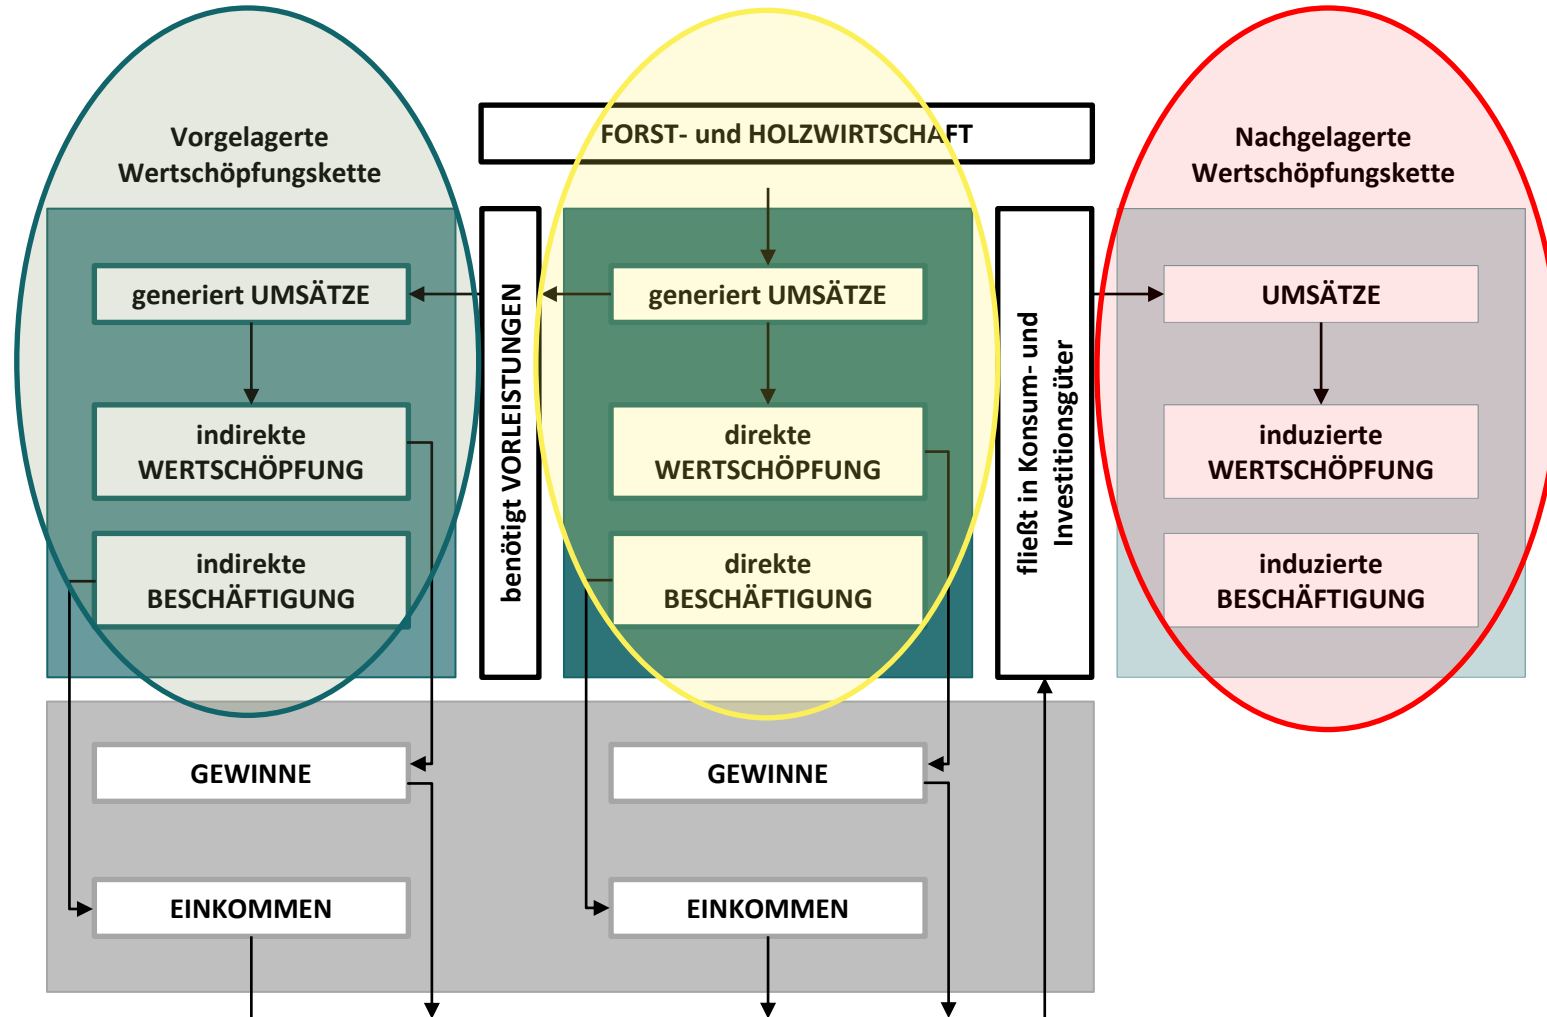 Vorgelagerte
Wertschöpfungskette
FORST- und HOLZWIRTSCHAFT
Nachgelagerte
Wertschöpfungskette
generiert UMSÄTZE
indirekte
WERTSCHÖPFUNG
indirekte
BESCHÄFTIGUNG
benötigt VORLEISTUNGEN
generiert UMSÄTZE
direkte
WERTSCHÖPFUNG
direkte
BESCHÄFTIGUNG
fließt in Konsum- und
Investitionsgüter
UMSÄTZE
induzierte
WERTSCHÖPFUNG
induzierte
BESCHÄFTIGUNG
GEWINNE
GEWINNE
EINKOMMEN
EINKOMMEN